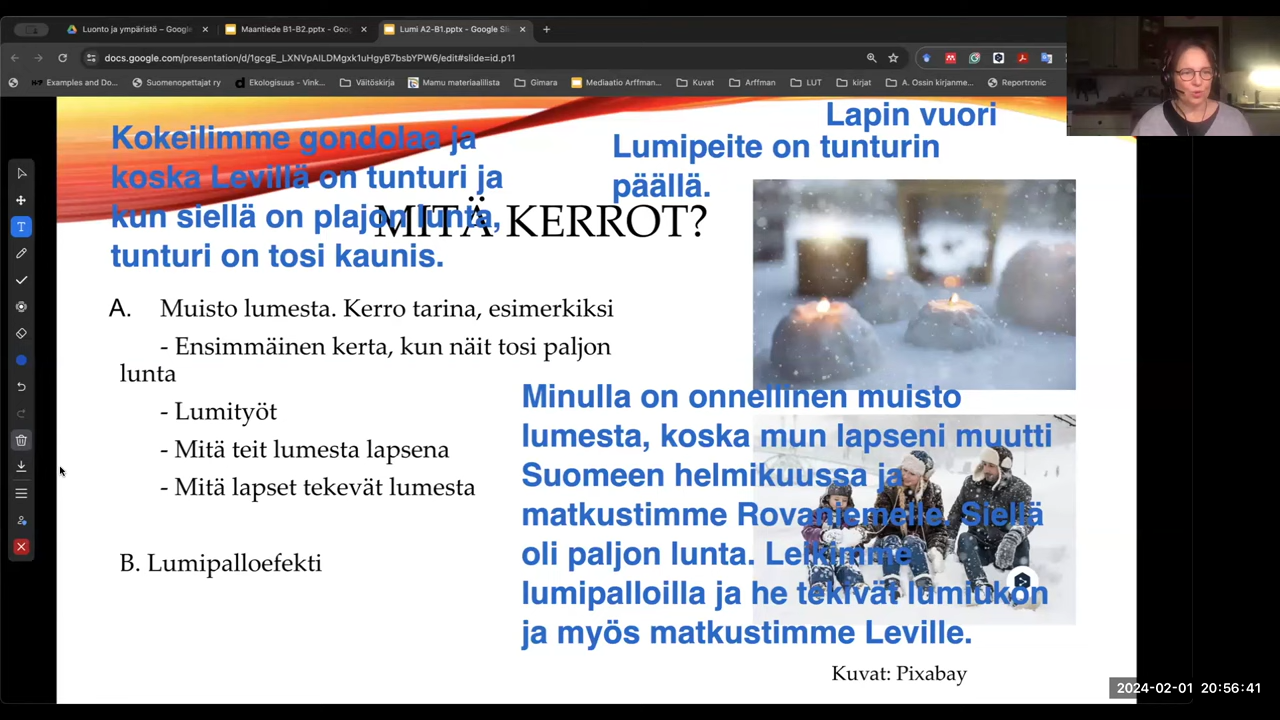 Luonto ja ympäristö – Google
Maantiede B1-B2.pptx - Goog
Lumi A2-B1.pptx - Google Sli
docs.google.com/presentation/d/1gcgE_LXNVpAILDMgxk1uHgyB7bsbYPW6/edit#slide=id.p11
Examples and Do...
Suomenopettajat ry
Ekologisuus - Vink...
Väitöskirja
Mamu materiaalilista
Gimara
Mediaatio Arffman...
Kuvat
Arffman
LUT
kirjat
A. Ossin kirjanme...
Reportronic
Lapin vuori
Kokeilimme gondolaa ja
koska Levillä on tunturi ja
kun siellä on plajon lunta,
tunturi on tosi kaunis.
Lumipeite on tunturin
päällä.
MITÄ KERROT?
A. Muisto lumesta. Kerro tarina, esimerkiksi
- Ensimmäinen kerta, kun näit tosi paljon
lunta
- Lumityöt
- Mitä teit lumesta lapsena
- Mitä lapset tekevät lumesta
B. Lumipalloefekti
Minulla on onnellinen muisto
lumesta, koska mun lapseni muutti
Suomeen helmikuussa ja
matkustimme Rovaniemelle. Siellä
oli paljon lunta. Leikimme
lumipalloilla ja he tekivät lumiukon
ja myös matkustimme Leville.
Kuvat: Pixabay
2024-02-01 20:56:41